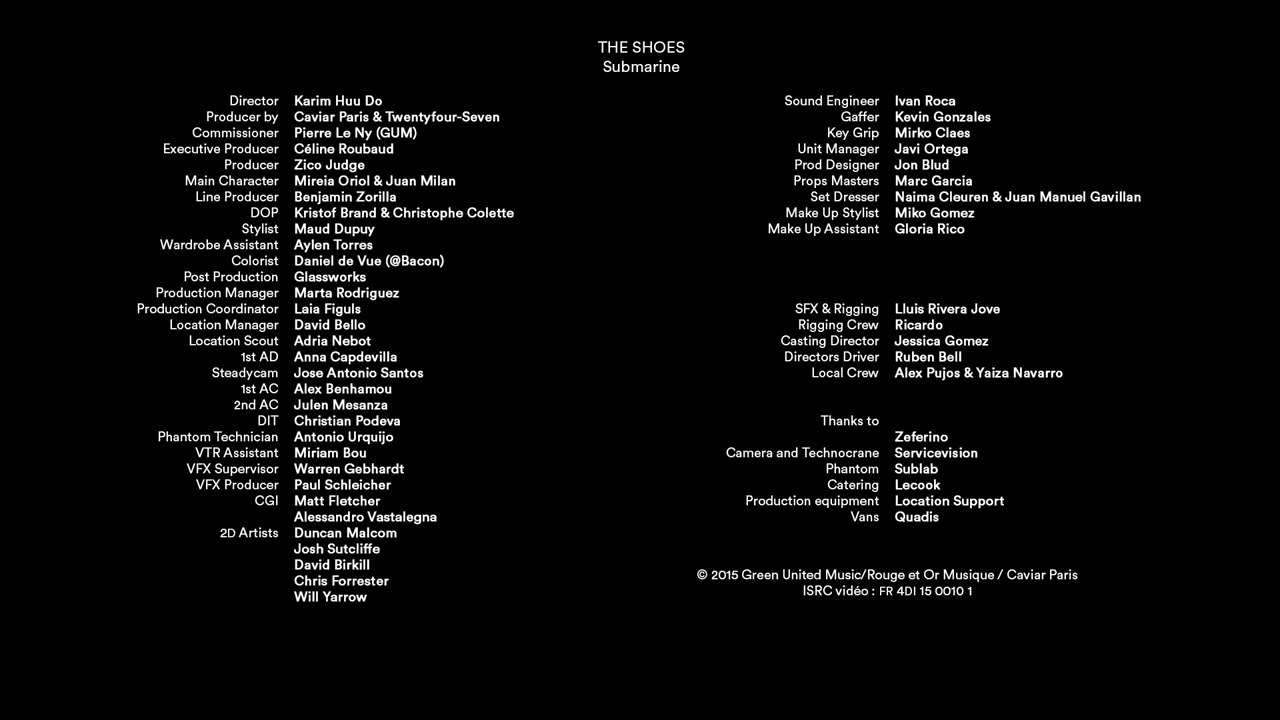 THE SHOES
Submarine
Director Karim Huu Do
Producer by Caviar Paris & Twentyfour-Seven
Commissioner Pierre Le Ny (GUM)
Executive Producer Céline Roubaud
Producer Zico Judge
Main Character Mireia Oriol & Juan Milan
Line Producer Benjamin Zorilla
DOP Kristof Brand & Christophe Colette
Stylist Maud Dupuy
Wardrobe Assistant Aylen Torres
Colorist Daniel de Vue (@Bacon)
Post Production Glassworks
Production Manager Marta Rodriguez
Production Coordinator Laia Figuls
Location Manager David Bello
Location Scout Adria Nebot
1st AD Anna Capdevilla
Steadycam Jose Antonio Santos
1st AC Alex Benhamou
2nd AC Julen Mesanza
DIT Christian Podeva
Phantom Technician Antonio Urquijo
VTR Assistant Miriam Bou
VFX Supervisor Warren Gebhardt
VFX Producer Paul Schleicher
CGI Matt Fletcher
Alessandro Vastalegna
2D Artists Duncan Malcom
Josh Sutcliffe
David Birkill
Chris Forrester
Will Yarrow
Sound Engineer Ivan Roca
Gaffer Kevin Gonzales
Key Grip Mirko Claes
Unit Manager Javi Ortega
Prod Designer Jon Blud
Props Masters Marc Garcia
Set Dresser Naima Cleuren & Juan Manuel Gavillan
Make Up Stylist Miko Gomez
Make Up Assistant Gloria Rico
SFX & Rigging Lluis Rivera Jove
Rigging Crew Ricardo
Casting Director Jessica Gomez
Directors Driver Ruben Bell
Local Crew Alex Pujos & Yaiza Navarro
Thanks to
Zeferino
Camera and Technocrane Servicevision
Phantom Sublab
Catering Lecook
Production equipment Location Support
Vans Quadis
© 2015 Green United Music/Rouge et Or Musique / Caviar Paris
ISRC vidéo : FR 4DI 15 0010 1